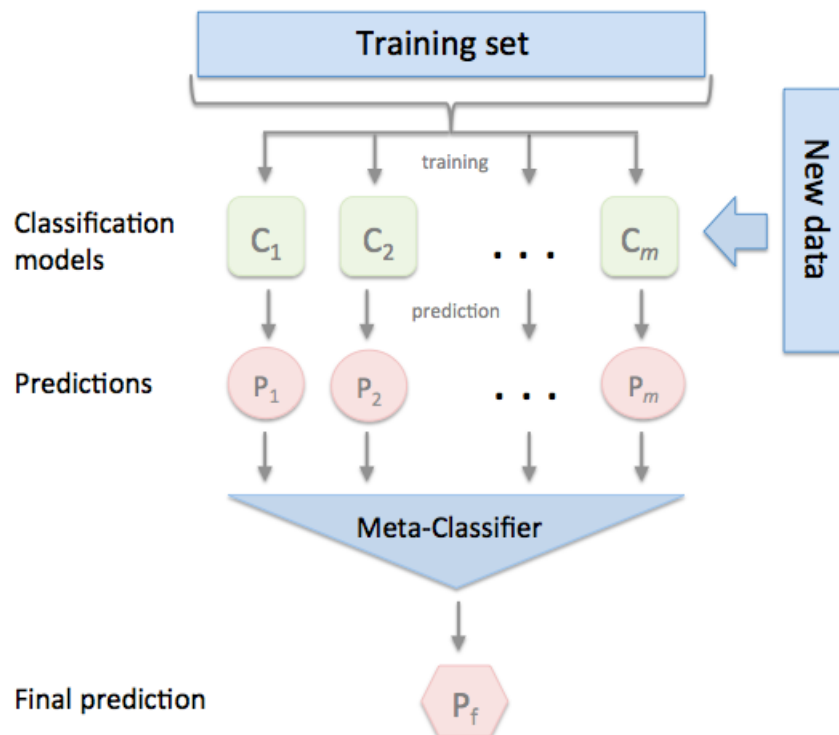 Training set
training
New data
Classification
models
C1 C2 . . . Cm
prediction
Predictions
P1 P2 . . . Pm
Meta-Classifier
Final prediction
Pf